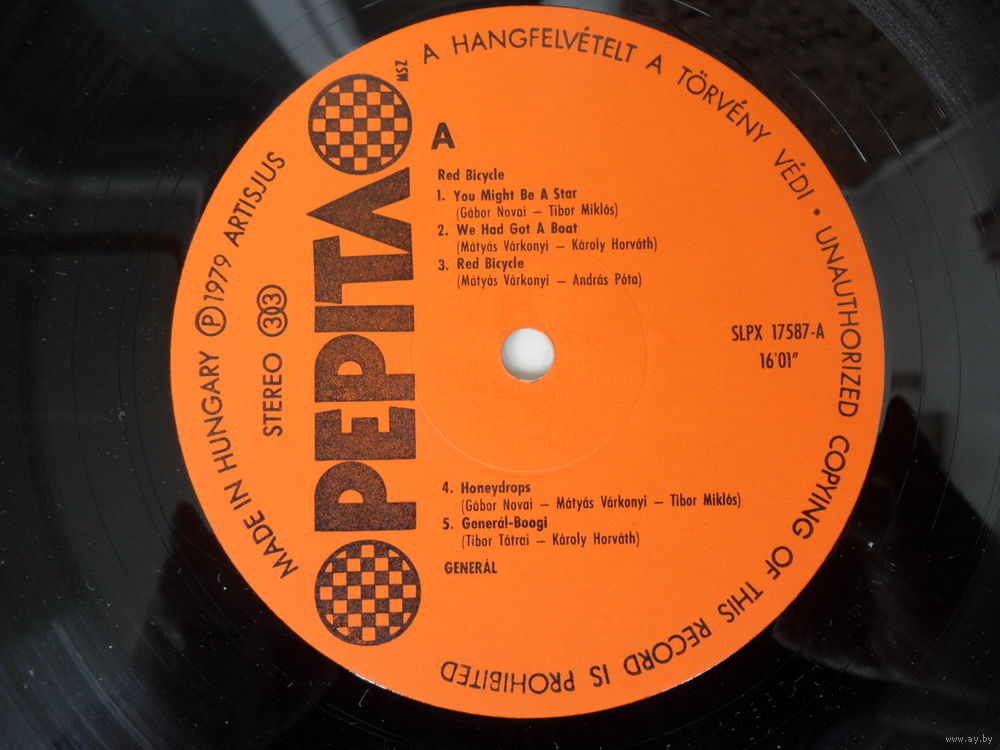 A HANGFELVÉTELT A TÖRVÉNY VÉDI • UNAUTHORIZED COPYING OF THIS RECORD IS PROHIBITED
MADE IN HUNGARY Ⓟ 1979 ARTISJUS
STEREO 33
PEPITA
MSZ
A
Red Bicycle
1. You Might Be A Star
(Gábor Novai — Tibor Miklós)
2. We Had Got A Boat
(Mátyás Várkonyi — Károly Horváth)
3. Red Bicycle
(Mátyás Várkonyi — András Póta)
SLPX 17587-A
16'01"
4. Honeydrops
(Gábor Novai — Mátyás Várkonyi — Tibor Miklós)
5. Generál-Boogi
(Tibor Tátrai — Károly Horváth)
GENERÁL
www.ay.by